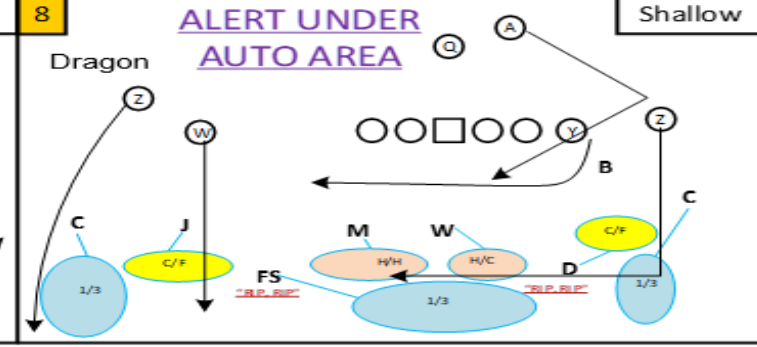 8
ALERT UNDER
AUTO AREA
Dragon
Shallow
Q
A
Z
W
Y
Z
B
C
J
M
W
C
C/F
C/F
D
H/H
H/C
FS
"RIP, RIP"
"RIP, RIP"
1/3
1/3
1/3